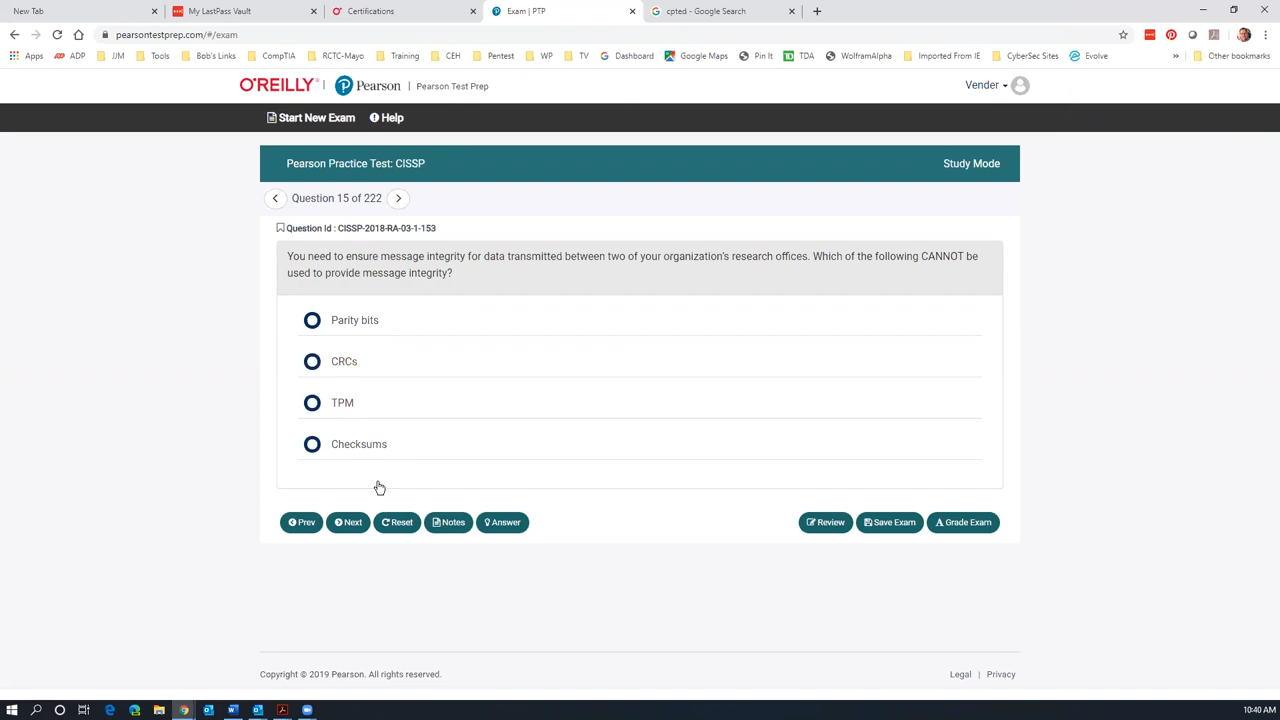 New Tab
My LastPass Vault
Certifications
Exam | PTP
cpted - Google Search
pearsontestprep.com/#/exam
Apps ADP JJM Tools Bob's Links CompTIA RCTC-Mayo Training CEH Pentest WP TV Dashboard Google Maps Pin It TDA WolframAlpha Imported From IE CyberSec Sites Evolve » Other bookmarks
O'REILLY® | Pearson | Pearson Test Prep
Vender
Start New Exam Help
Pearson Practice Test: CISSP
Study Mode
Question 15 of 222
Question Id : CISSP-2018-RA-03-1-153
You need to ensure message integrity for data transmitted between two of your organization's research offices. Which of the following CANNOT be
used to provide message integrity?
Parity bits
CRCs
TPM
Checksums
Prev Next Reset Notes Answer Review Save Exam Grade Exam
Copyright © 2019 Pearson. All rights reserved.
Legal | Privacy
10:40 AM